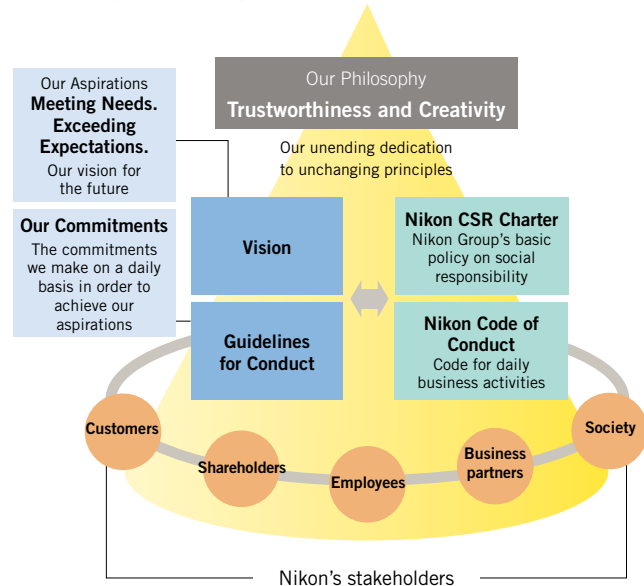 Our Philosophy
Trustworthiness and Creativity
Our unending dedication
to unchanging principles
Our Aspirations
Meeting Needs.
Exceeding
Expectations.
Our vision for
the future
Our Commitments
The commitments
we make on a daily
basis in order to
achieve our
aspirations
Vision
Guidelines
for Conduct
Nikon CSR Charter
Nikon Group's basic
policy on social
responsibility
Nikon Code of
Conduct
Code for daily
business activities
Customers
Shareholders
Employees
Business
partners
Society
Nikon's stakeholders